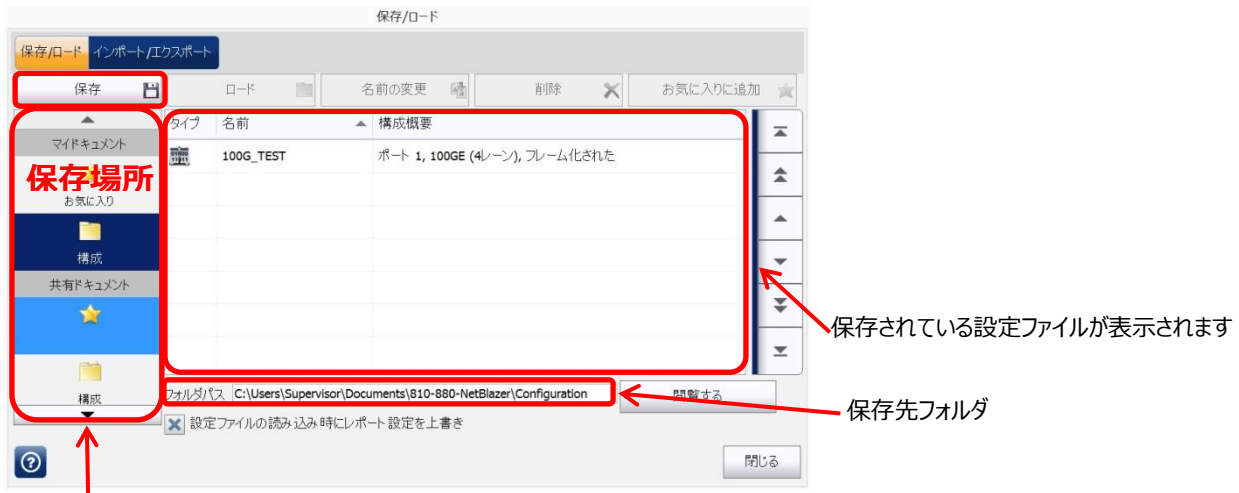 保存/ロード
保存/ロード インポート/エクスポート
保存 ロード 名前の変更 削除 お気に入りに追加
タイプ 名前 構成概要
マイドキュメント
100G_TEST ポート 1, 100GE (4レーン), フレーム化された
保存場所
お気に入り
構成
共有ドキュメント
保存されている設定ファイルが表示されます
構成
フォルダパス C:\Users\Supervisor\Documents\810-880-NetBlazer\Configuration 閲覧する
保存先フォルダ
設定ファイルの読み込み時にレポート設定を上書き
閉じる